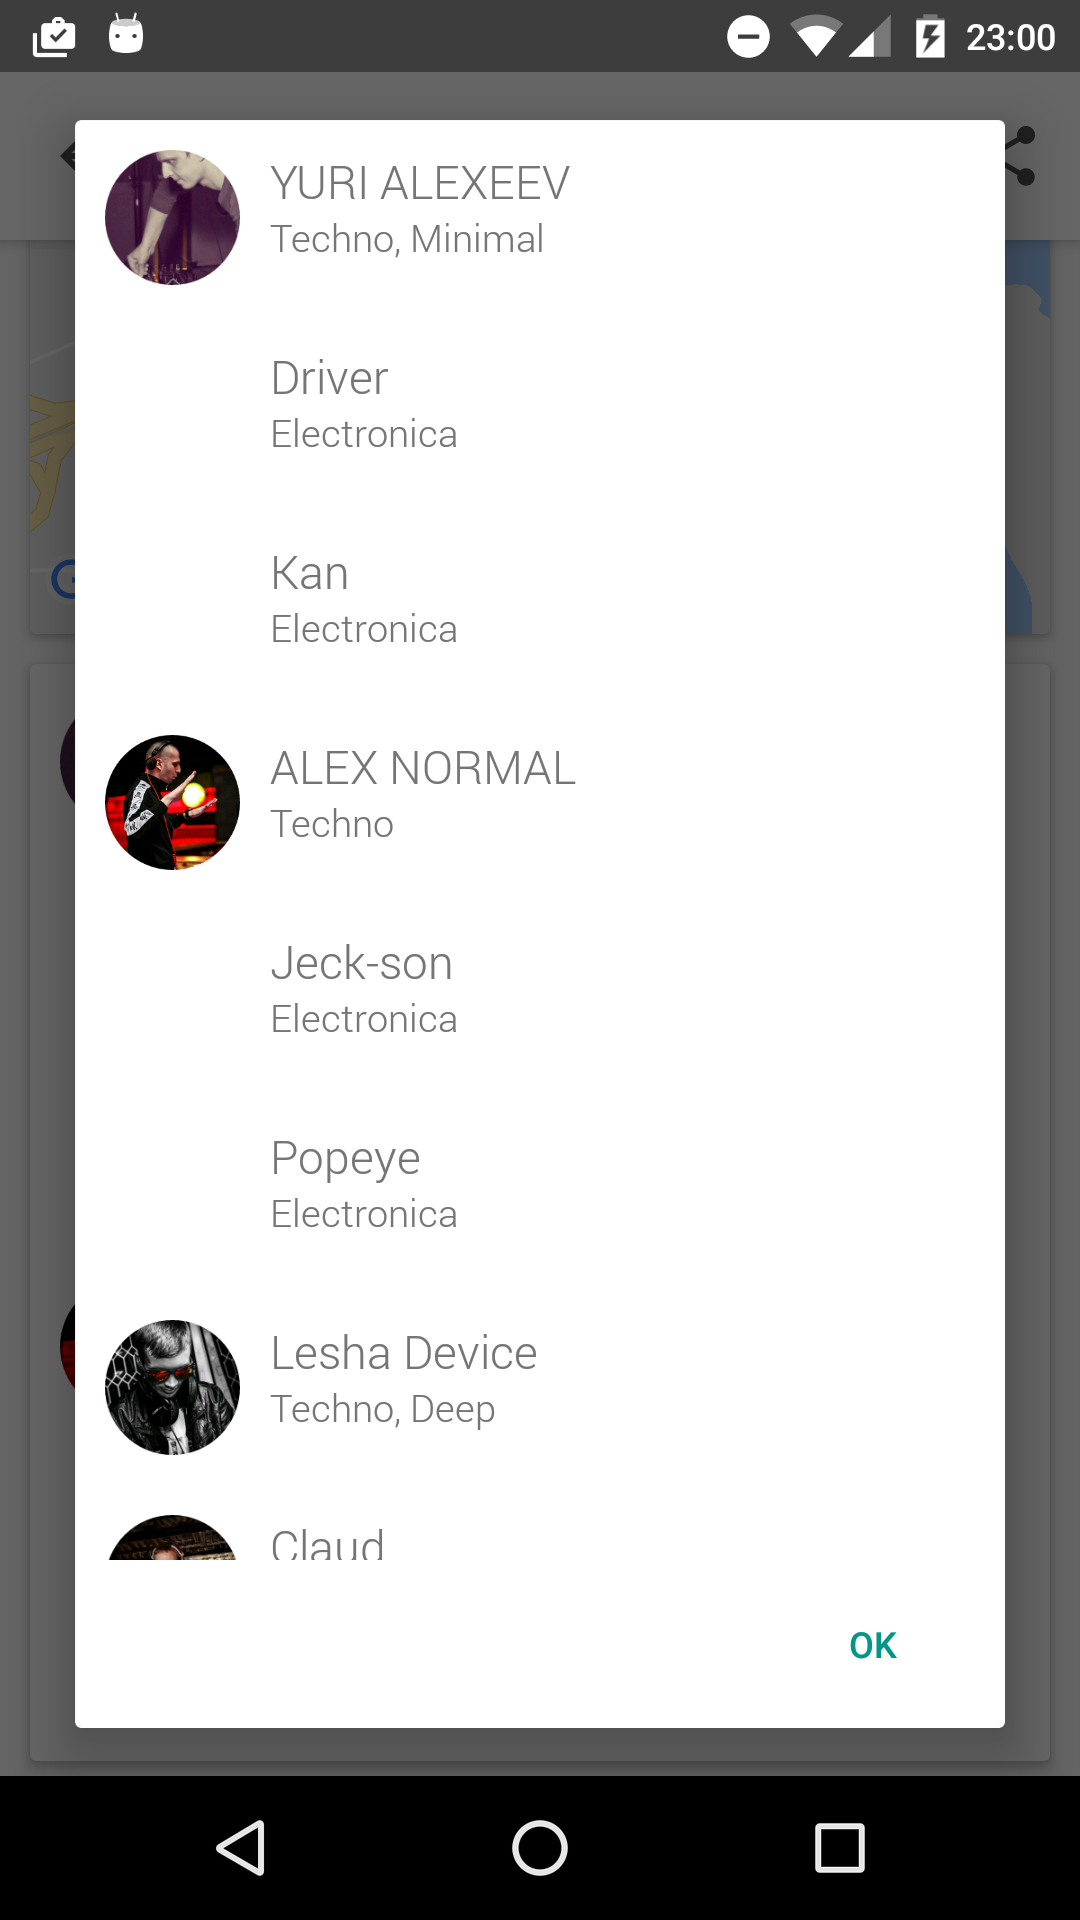 23:00
YURI ALEXEEV
Techno, Minimal
Driver
Electronica
Kan
Electronica
ALEX NORMAL
Techno
Jeck-son
Electronica
Popeye
Electronica
Lesha Device
Techno, Deep
Claud
OK